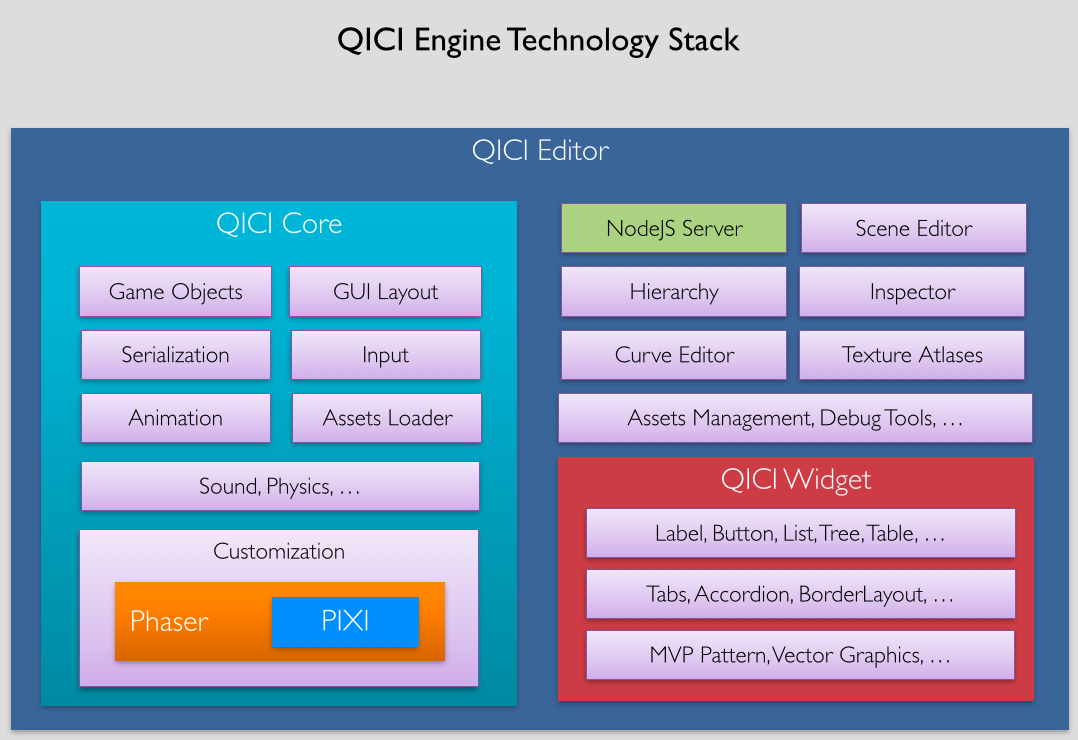 QICI Engine Technology Stack
QICI Editor
QICI Core
Game Objects
GUI Layout
Serialization
Input
Animation
Assets Loader
Sound, Physics, …
Customization
Phaser
PIXI
NodeJS Server
Scene Editor
Hierarchy
Inspector
Curve Editor
Texture Atlases
Assets Management, Debug Tools, …
QICI Widget
Label, Button, List, Tree, Table, …
Tabs, Accordion, BorderLayout, …
MVP Pattern, Vector Graphics, …